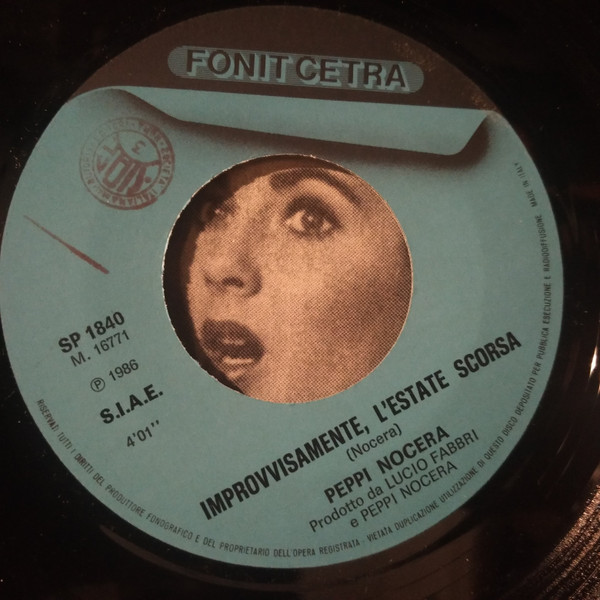 FONIT CETRA
SP 1840
M. 16771
℗ 1986
S.I.A.E.
4'01''
IMPROVVISAMENTE, L'ESTATE SCORSA
(Nocera)
PEPPI NOCERA
Prodotto da LUCIO FABBRI
e PEPPI NOCERA
RISERVATI TUTTI I DIRITTI DEL PRODUTTORE FONOGRAFICO E DEL PROPRIETARIO DELL'OPERA REGISTRATA - VIETATA DUPLICAZIONE UTILIZZAZIONE DI QUESTO DISCO DEPOSITATO PER PUBBLICA ESECUZIONE E RADIODIFFUSIONE. MADE IN ITALY